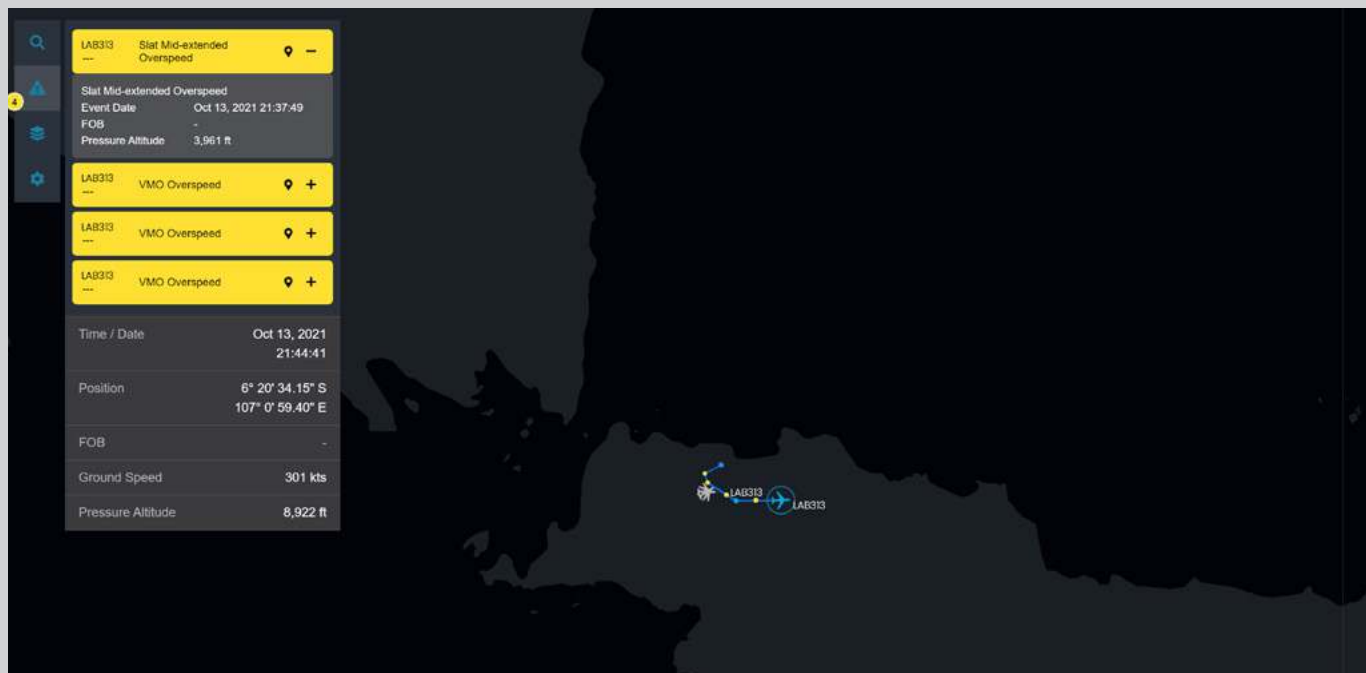 LAB313
---
Slat Mid-extended
Overspeed
4
Slat Mid-extended Overspeed
Event Date Oct 13, 2021 21:37:49
FOB -
Pressure Altitude 3,961 ft
LAB313
---
VMO Overspeed
LAB313
---
VMO Overspeed
LAB313
---
VMO Overspeed
Time / Date Oct 13, 2021
21:44:41
Position 6° 20' 34.15" S
107° 0' 59.40" E
FOB -
Ground Speed 301 kts
Pressure Altitude 8,922 ft
LAB313
LAB313